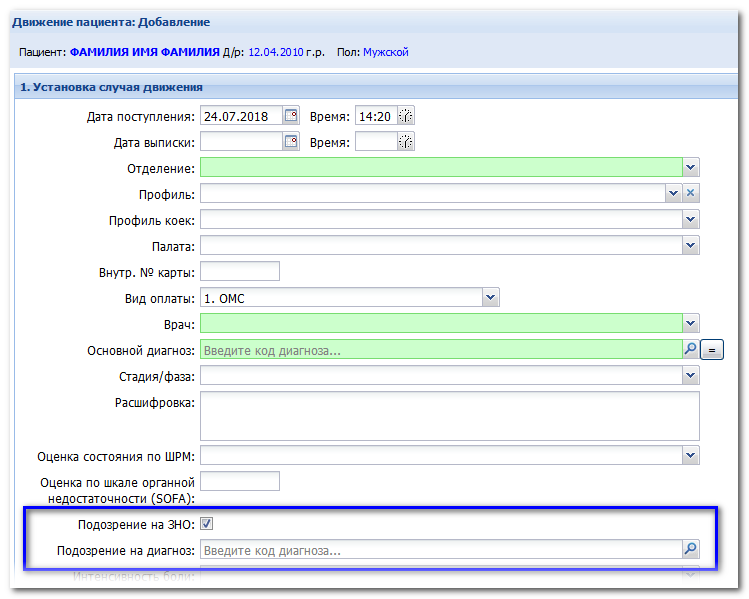 Движение пациента: Добавление
Пациент: ФАМИЛИЯ ИМЯ ФАМИЛИЯ Д/р: 12.04.2010 г.р. Пол: Мужской
1. Установка случая движения
Дата поступления: 24.07.2018 Время: 14:20
Дата выписки: Время:
Отделение:
Профиль:
Профиль коек:
Палата:
Внутр. № карты:
Вид оплаты: 1. ОМС
Врач:
Основной диагноз: Введите код диагноза... =
Стадия/фаза:
Расшифровка:
Оценка состояния по ШРМ:
Оценка по шкале органной
недостаточности (SOFA):
Подозрение на ЗНО:
Подозрение на диагноз: Введите код диагноза...
Интенсивность боли: